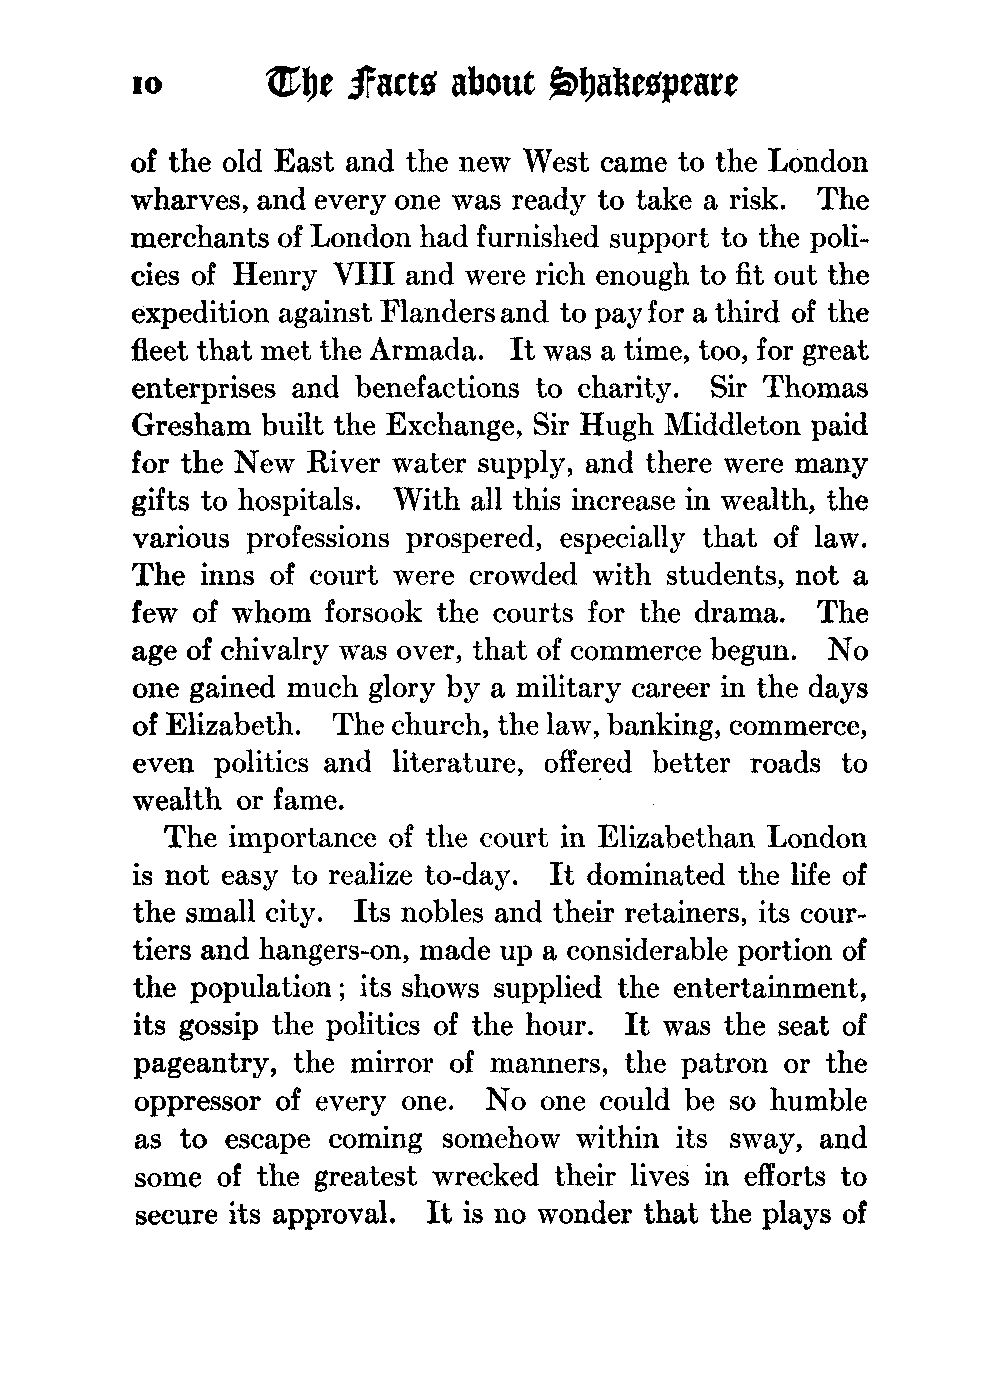 10 The Facts about Shakespeare
of the old East and the new West came to the London
wharves, and every one was ready to take a risk. The
merchants of London had furnished support to the poli-
cies of Henry VIII and were rich enough to fit out the
expedition against Flanders and to pay for a third of the
fleet that met the Armada. It was a time, too, for great
enterprises and benefactions to charity. Sir Thomas
Gresham built the Exchange, Sir Hugh Middleton paid
for the New River water supply, and there were many
gifts to hospitals. With all this increase in wealth, the
various professions prospered, especially that of law.
The inns of court were crowded with students, not a
few of whom forsook the courts for the drama. The
age of chivalry was over, that of commerce begun. No
one gained much glory by a military career in the days
of Elizabeth. The church, the law, banking, commerce,
even politics and literature, offered better roads to
wealth or fame.
The importance of the court in Elizabethan London
is not easy to realize to-day. It dominated the life of
the small city. Its nobles and their retainers, its cour-
tiers and hangers-on, made up a considerable portion of
the population; its shows supplied the entertainment,
its gossip the politics of the hour. It was the seat of
pageantry, the mirror of manners, the patron or the
oppressor of every one. No one could be so humble
as to escape coming somehow within its sway, and
some of the greatest wrecked their lives in efforts to
secure its approval. It is no wonder that the plays of